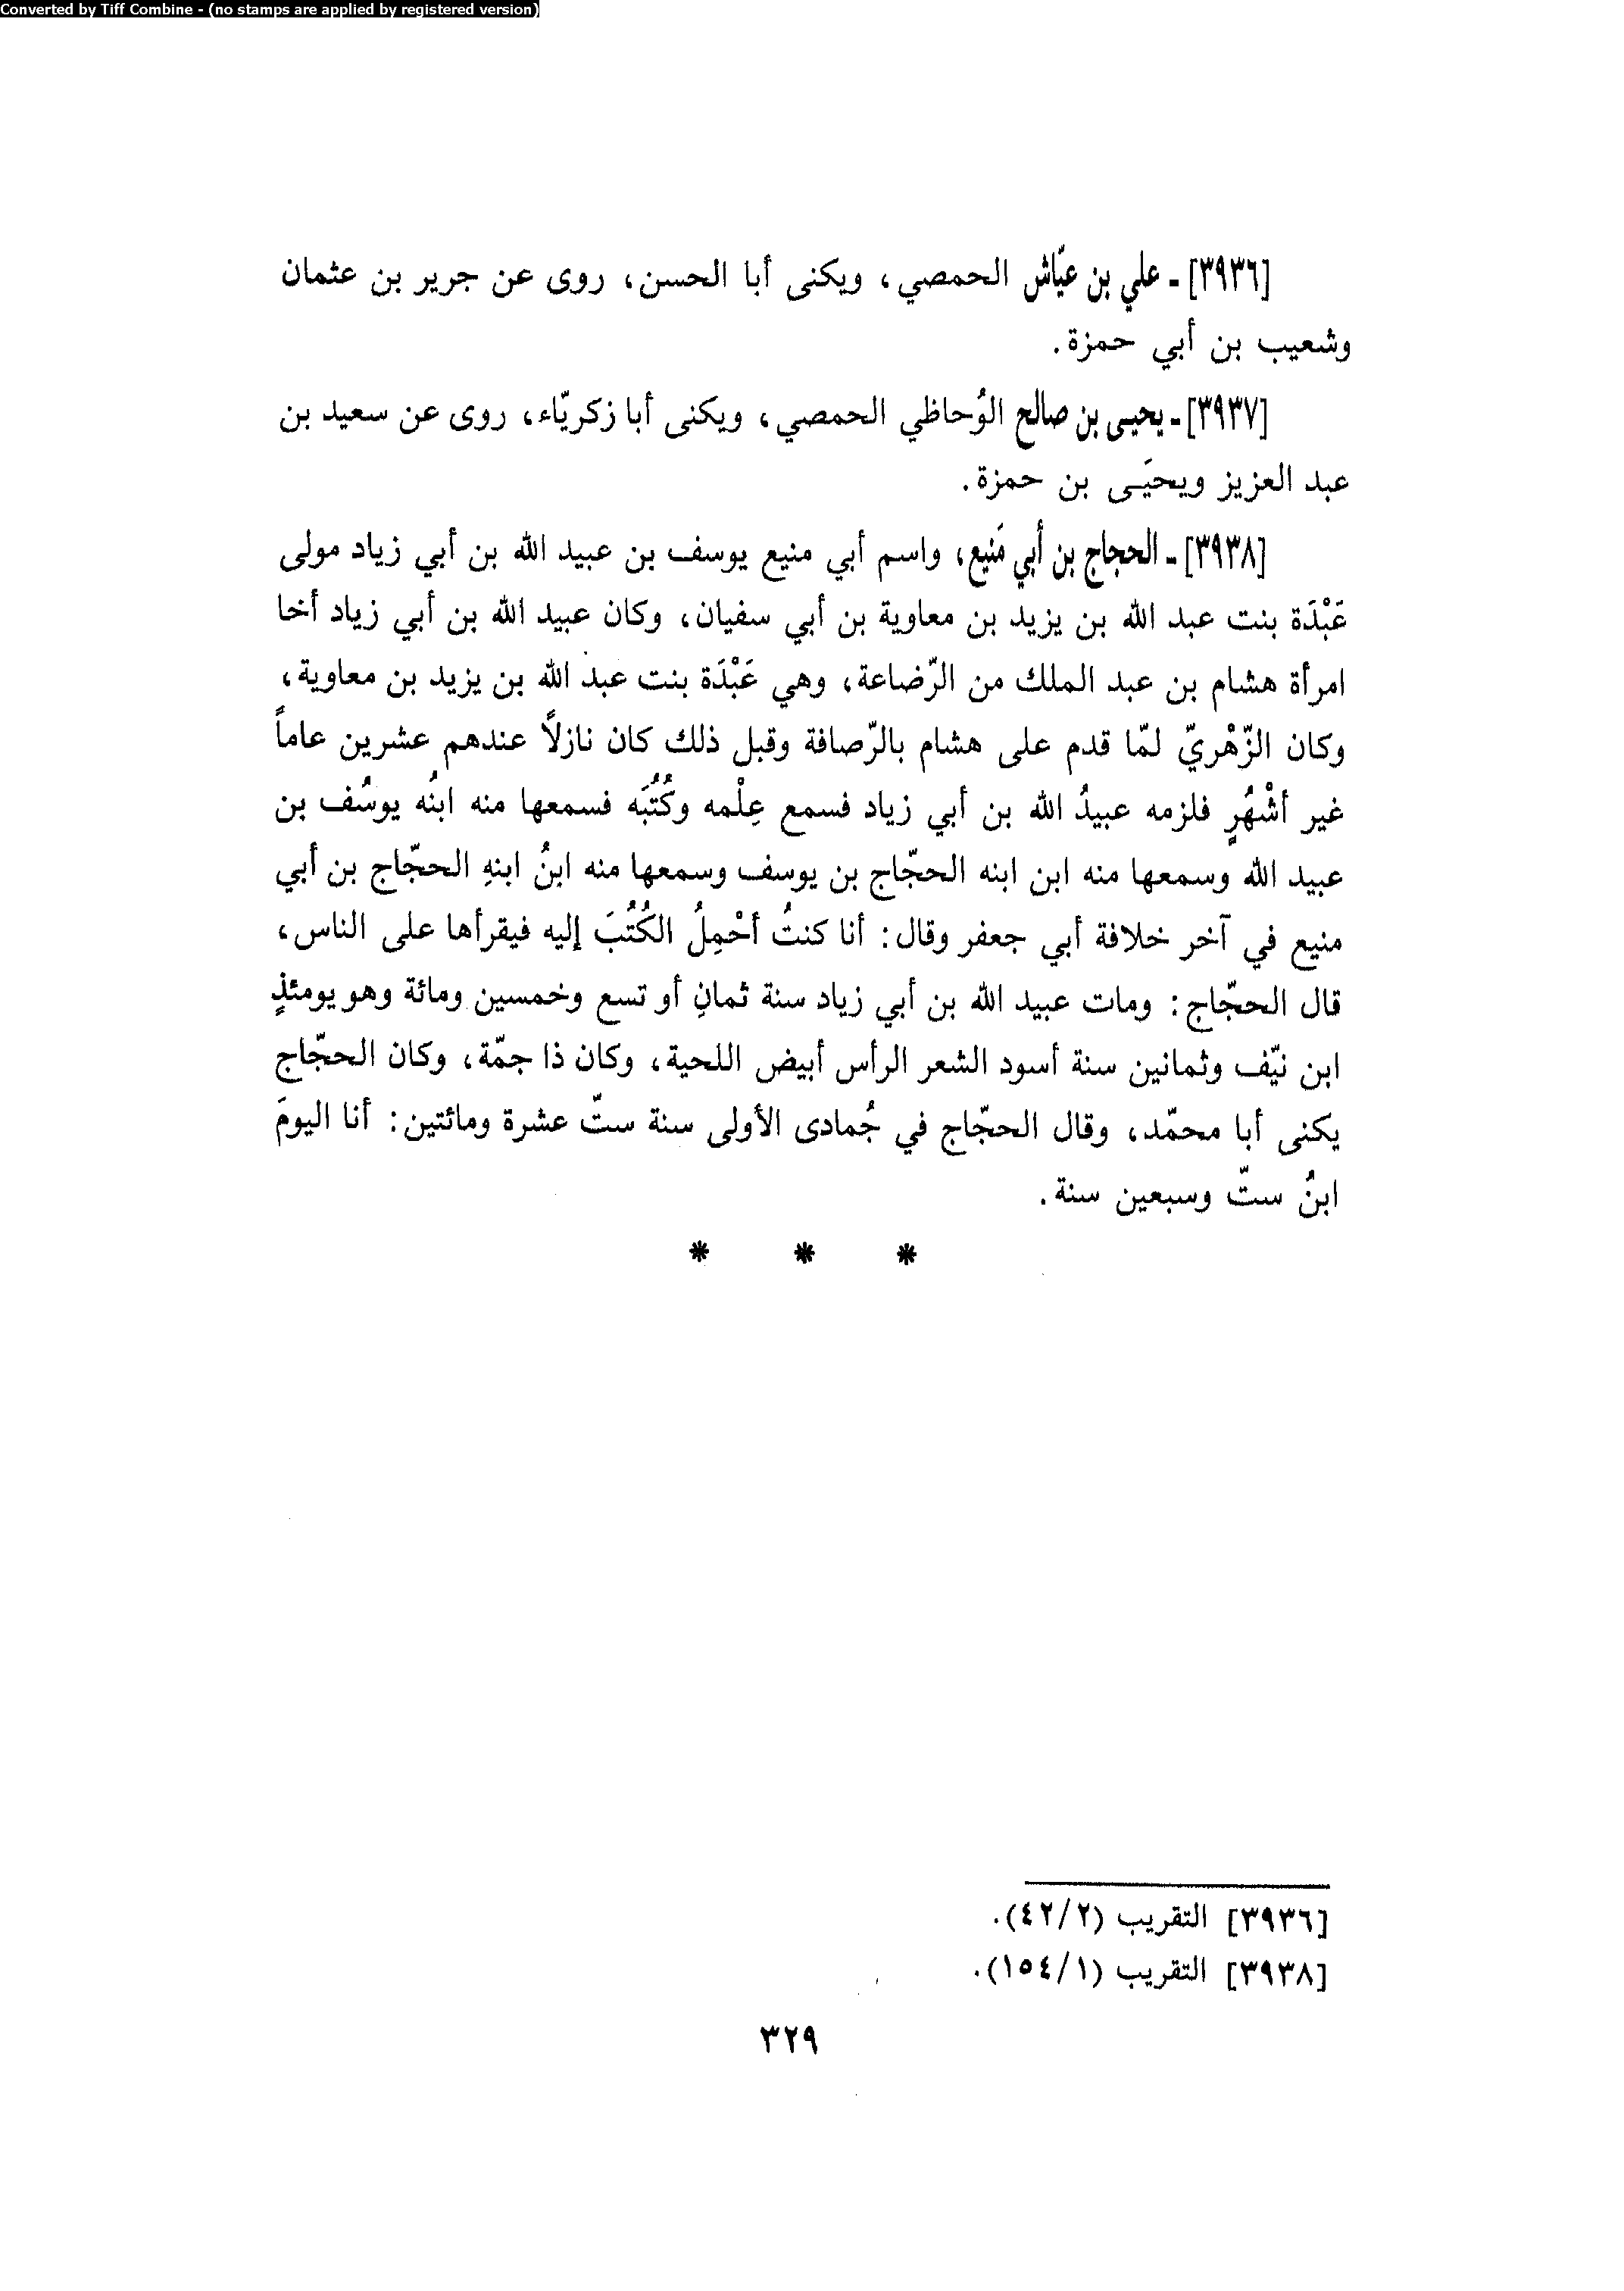 Converted by Tiff Combine - (no stamps are applied by registered version)
[٣٩٣٦] - علي بن عيّاش الحمصي، ويكنى أبا الحسن، روى عن جرير بن عثمان
وشعيب بن أبي حمزة.
[٣٩٣٧] - يحيى بن صالح الوُحاظي الحمصي، ويكنى أبا زكريّاء، روى عن سعيد بن
عبد العزيز ويحيَى بن حمزة.
[٣٩٣٨] - الحجاج بن أبي مَنيع، واسم أبي منيع يوسف بن عبيد الله بن أبي زياد مولى
عَبْدَة بنت عبد الله بن يزيد بن معاوية بن أبي سفيان، وكان عبيد الله بن أبي زياد أخا
امرأة هشام بن عبد الملك من الرّضاعة، وهي عَبْدَة بنت عبد الله بن يزيد بن معاوية،
وكان الزّهْريّ لمّا قدم على هشام بالرّصافة وقبل ذلك كان نازلاً عندهم عشرين عاماً
غير أشْهُرٍ فلزمه عبيدُ الله بن أبي زياد فسمع عِلْمه وكُتُبَه فسمعها منه ابنُه يوسُف بن
عبيد الله وسمعها منه ابن ابنه الحجّاج بن يوسف وسمعها منه ابنُ ابنهِ الحجّاج بن أبي
منيع في آخر خلافة أبي جعفر وقال: أنا كنتُ أحْمِلُ الكُتُبَ إليه فيقرأها على الناس،
قال الحجّاج: ومات عبيد الله بن أبي زياد سنة ثمانِ أو تسع وخمسين ومائة وهو يومئذٍ
ابن نيّف وثمانين سنة أسود الشعر الرأس أبيض اللحية، وكان ذا جمّة، وكان الحجّاج
يكنى أبا محمّد، وقال الحجّاج في جُمادى الأولى سنة ستّ عشرة ومائتين: أنا اليومَ
ابنُ ستّ وسبعين سنة.
* * *
[٣٩٣٦] التقريب (٤٢/٢).
[٣٩٣٨] التقريب (١٥٤/١).
٣٢٩